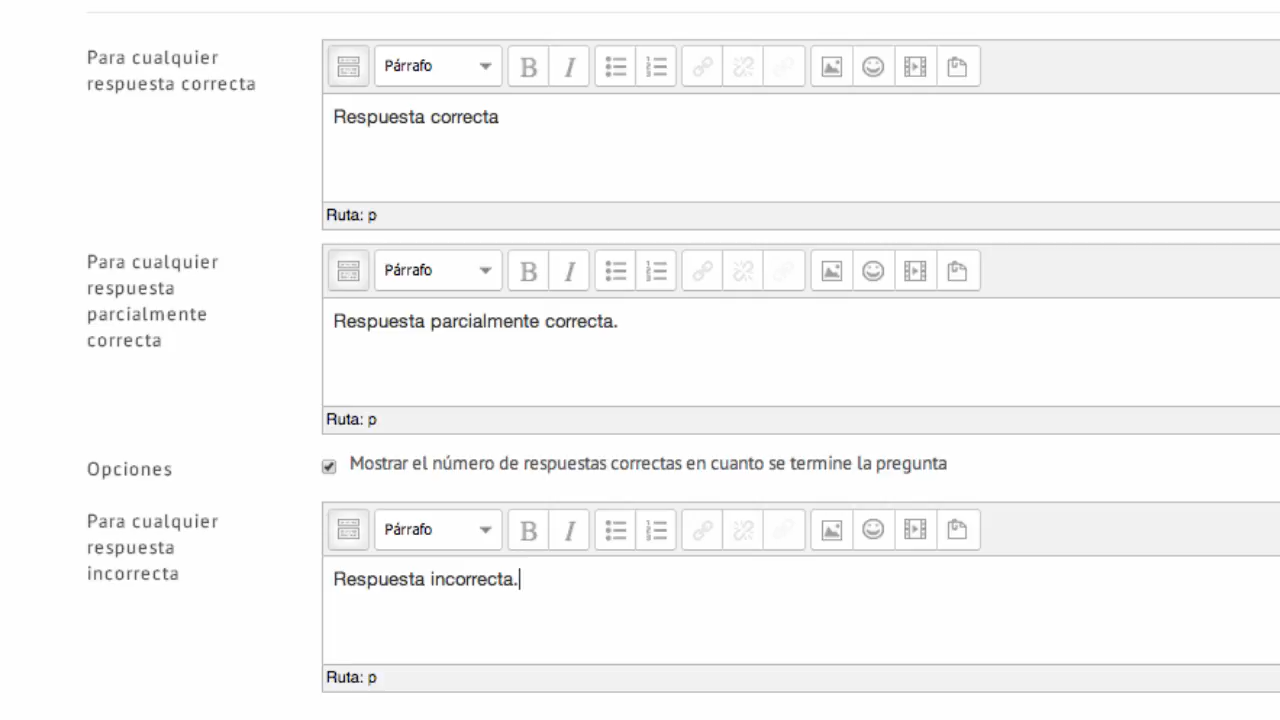 Para cualquier
respuesta correcta
Párrafo B I
Respuesta correcta
Ruta: p
Para cualquier
respuesta
parcialmente
correcta
Párrafo B I
Respuesta parcialmente correcta.
Ruta: p
Opciones
Mostrar el número de respuestas correctas en cuanto se termine la pregunta
Para cualquier
respuesta
incorrecta
Párrafo B I
Respuesta incorrecta.
Ruta: p